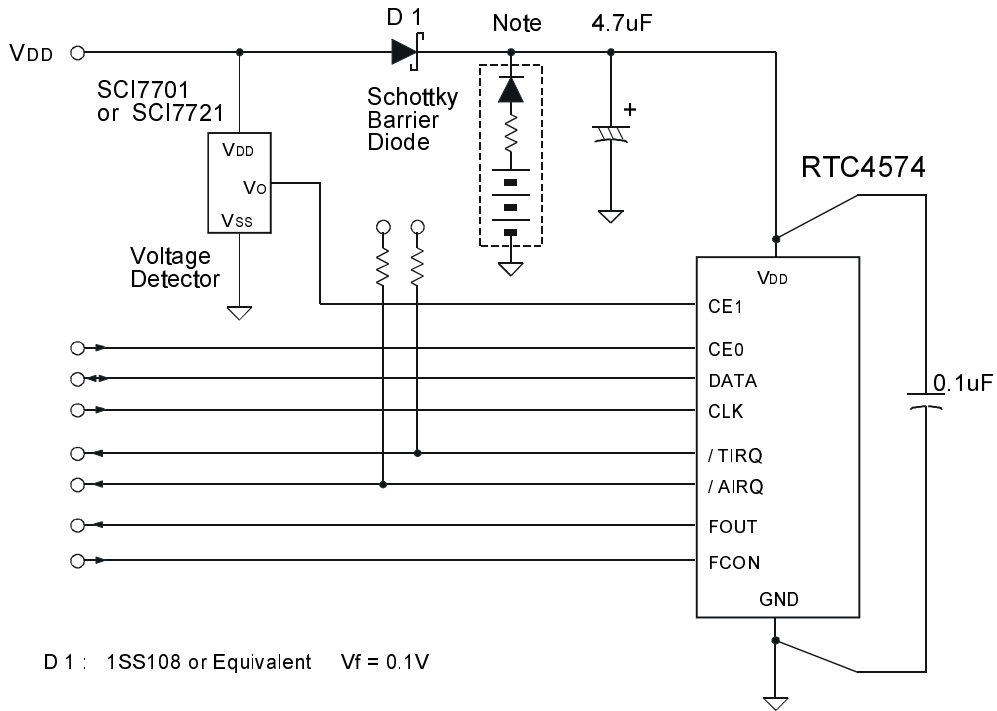 D 1
Note
4.7uF
VDD
SCI7701
or SCI7721
Schottky
Barrier
Diode
+
VDD
VO
VSS
RTC4574
Voltage
Detector
VDD
CE1
CE0
DATA
0.1uF
CLK
/ TIRQ
/ AIRQ
FOUT
FCON
GND
D 1 : 1SS108 or Equivalent Vf = 0.1V